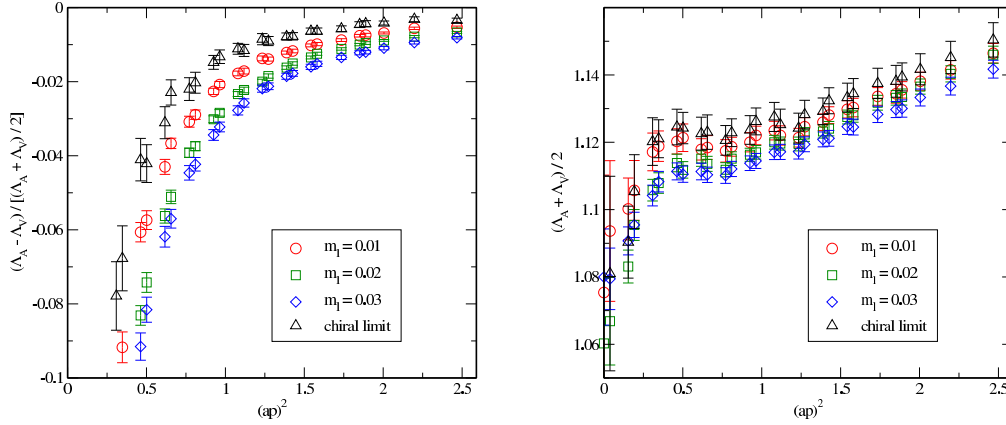 0
-0.02
-0.04
-0.06
-0.08
-0.1
0 0.5 1 1.5 2 2.5
(ap)²
(Λ_A - Λ_V) / [(Λ_A + Λ_V) / 2]
m_l = 0.01
m_l = 0.02
m_l = 0.03
chiral limit
1.14
1.12
1.1
1.08
1.06
0 0.5 1 1.5 2 2.5
(ap)²
(Λ_A + Λ_V) / 2
m_l = 0.01
m_l = 0.02
m_l = 0.03
chiral limit